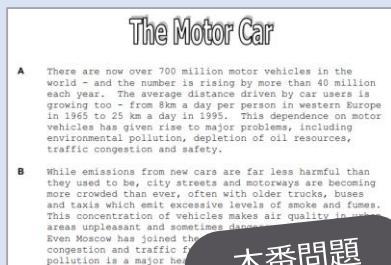 The Motor Car
A There are now over 700 million motor vehicles in the
world - and the number is rising by more than 40 million
each year. The average distance driven by car users is
growing too - from 8km a day per person in western Europe
in 1965 to 25 km a day in 1995. This dependence on motor
vehicles has given rise to major problems, including
environmental pollution, depletion of oil resources,
traffic congestion and safety.
B While emissions from new cars are far less harmful than
they used to be, city streets and motorways are becoming
more crowded than ever, often with older trucks, buses
and taxis which emit excessive levels of smoke and fumes.
This concentration of vehicles makes air quality in
areas unpleasant and sometimes
Even Moscow has joined
congestion and traffic
pollution is a major
本番問題